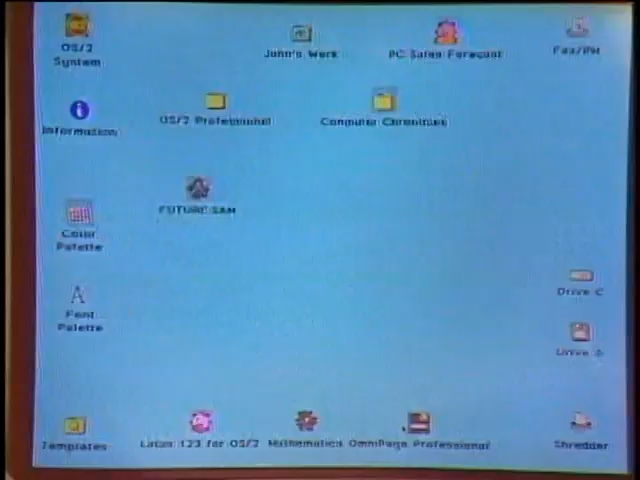 OS/2
System
John's Work
PC Sales Forecast
Fax/PM
Information
OS/2 Professional
Computer Chronicles
Color
Palette
FUTURE.SAM
Font
Palette
Drive C
Drive A
Templates
Lotus 123 for OS/2
Mathematica
OmniPage Professional
Shredder